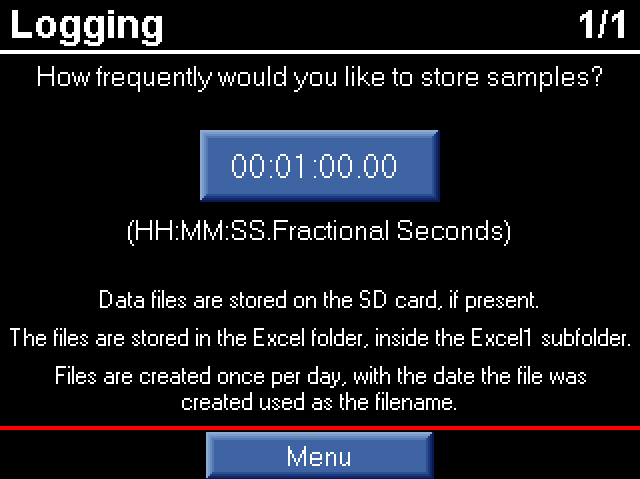 Logging 1/1
How frequently would you like to store samples?
00:01:00.00
(HH:MM:SS.Fractional Seconds)
Data files are stored on the SD card, if present.
The files are stored in the Excel folder, inside the Excel1 subfolder.
Files are created once per day, with the date the file was
created used as the filename.
Menu